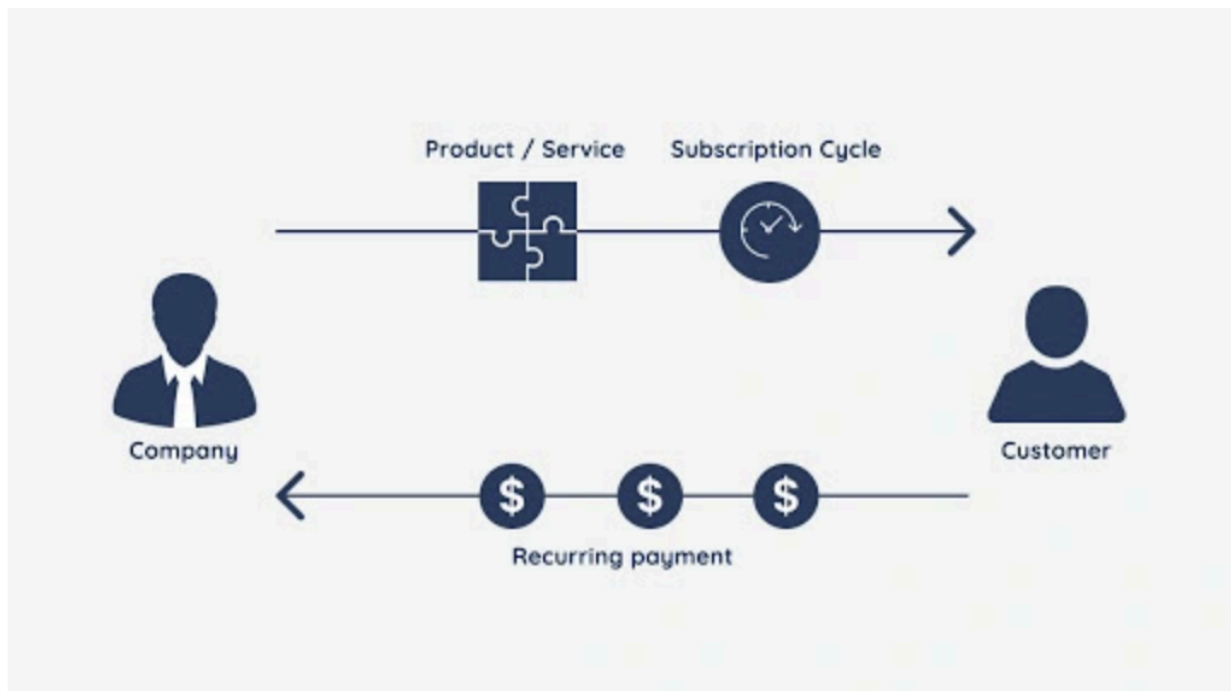 Product / Service
Subscription Cycle
Company
Customer
$ $ $
Recurring payment